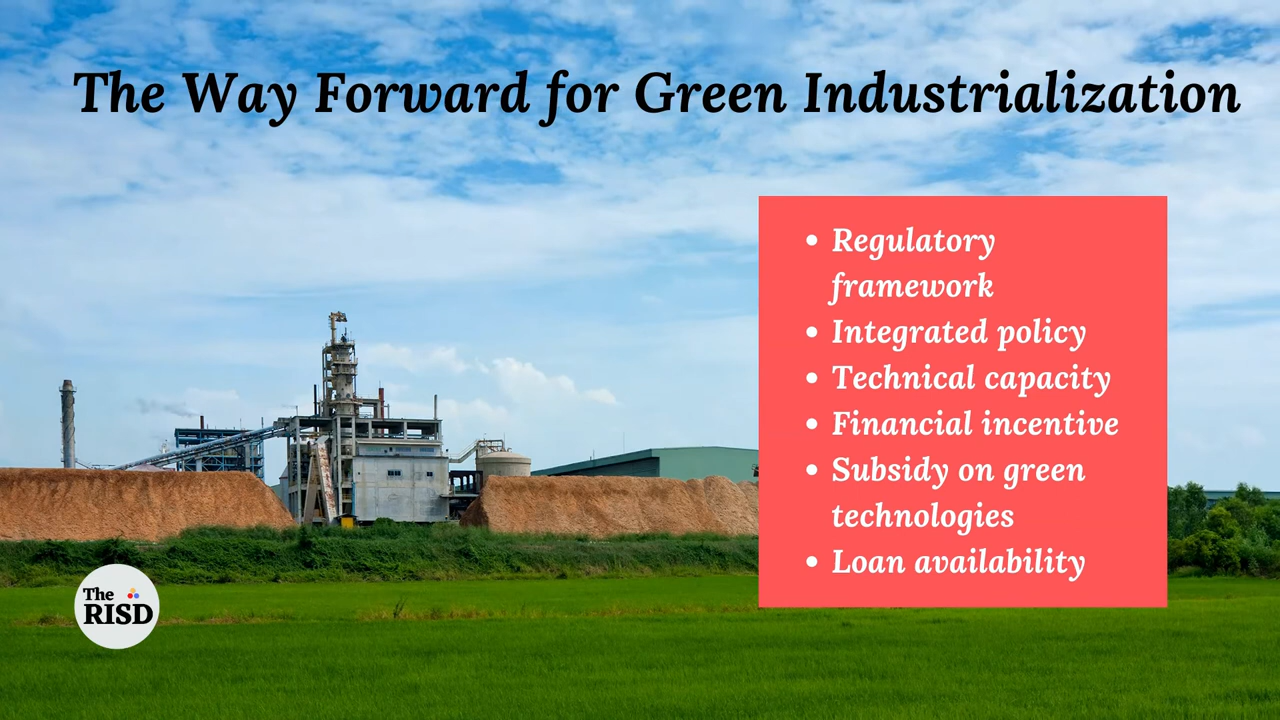 The Way Forward for Green Industrialization
• Regulatory
framework
• Integrated policy
• Technical capacity
• Financial incentive
• Subsidy on green
technologies
• Loan availability
The
RISD